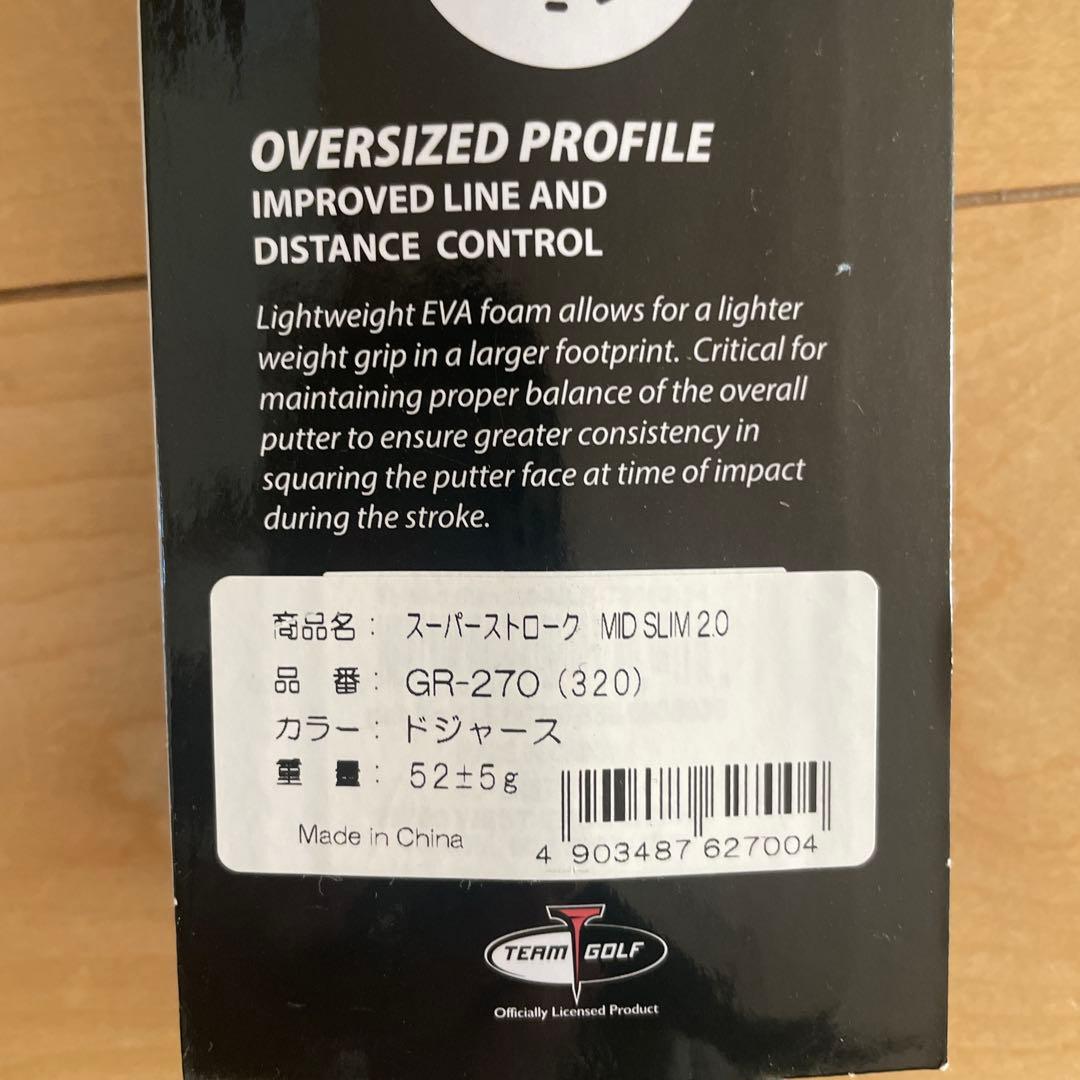 OVERSIZED PROFILE
IMPROVED LINE AND
DISTANCE CONTROL
Lightweight EVA foam allows for a lighter
weight grip in a larger footprint. Critical for
maintaining proper balance of the overall
putter to ensure greater consistency in
squaring the putter face at time of impact
during the stroke.
商品名： スーパーストローク MID SLIM 2.0
品 番： GR-270 (320)
カラー： ドジャース
重 量： 52±5g
Made in China
4 903487 627004
TEAM GOLF
Officially Licensed Product